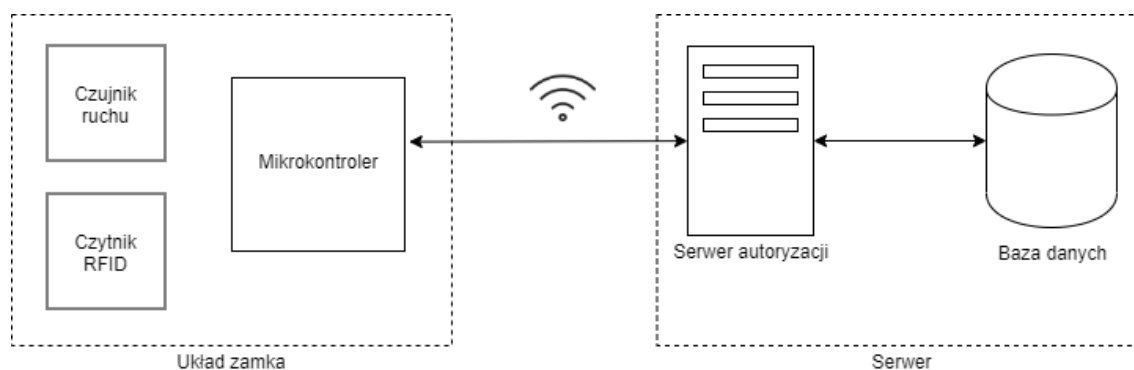 Czujnik
ruchu
Mikrokontroler
Czytnik
RFID
Układ zamka
Serwer autoryzacji
Baza danych
Serwer